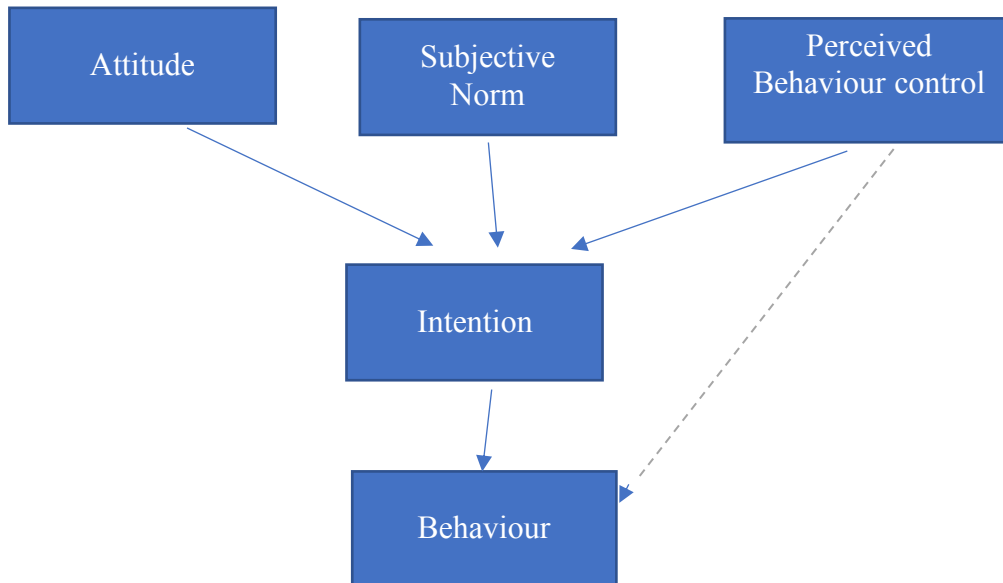 Attitude
Subjective
Norm
Perceived
Behaviour control
Intention
Behaviour